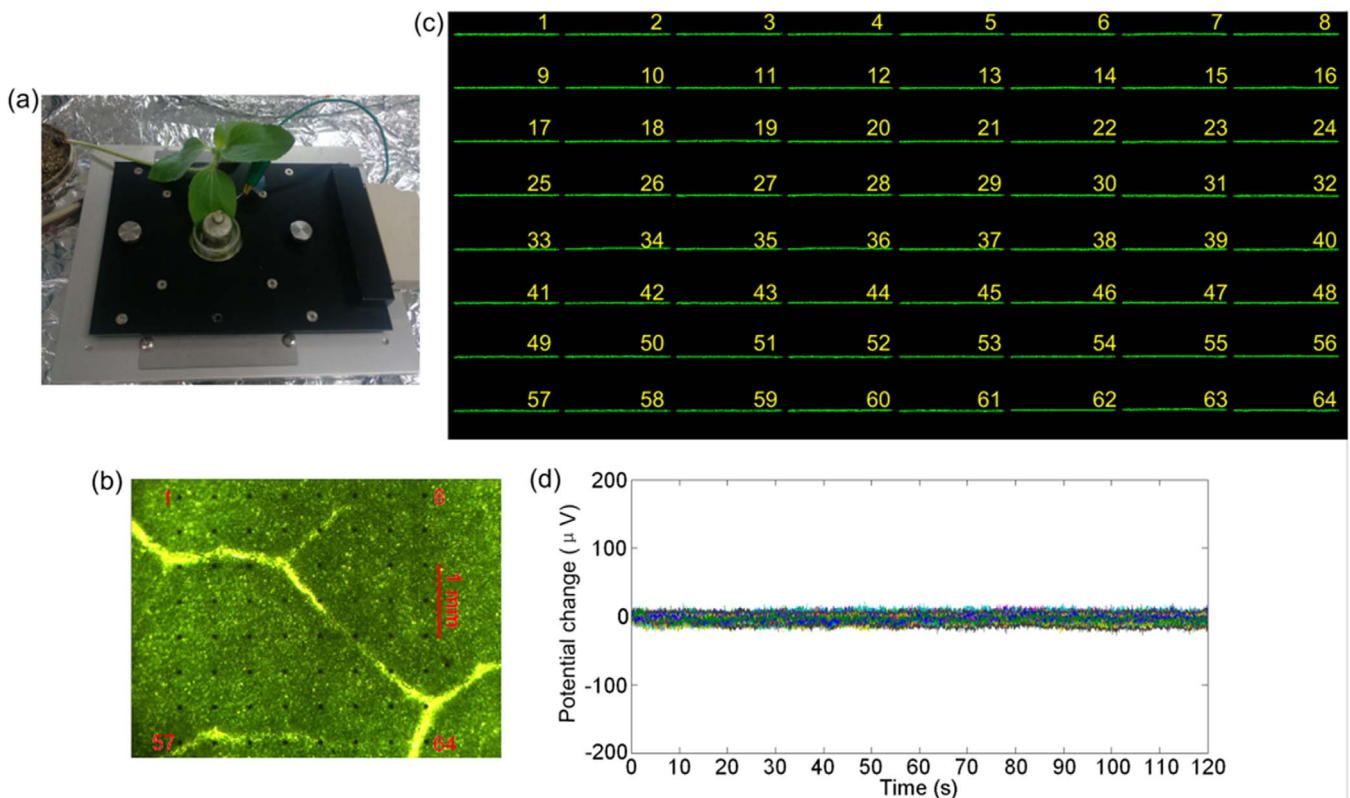 (a)
(c)
1 2 3 4 5 6 7 8
9 10 11 12 13 14 15 16
17 18 19 20 21 22 23 24
25 26 27 28 29 30 31 32
33 34 35 36 37 38 39 40
41 42 43 44 45 46 47 48
49 50 51 52 53 54 55 56
57 58 59 60 61 62 63 64
(b)
1 8
1 mm
57 64
(d)
Potential change (μV)
200
100
0
-100
-200
0 10 20 30 40 50 60 70 80 90 100 110 120
Time (s)